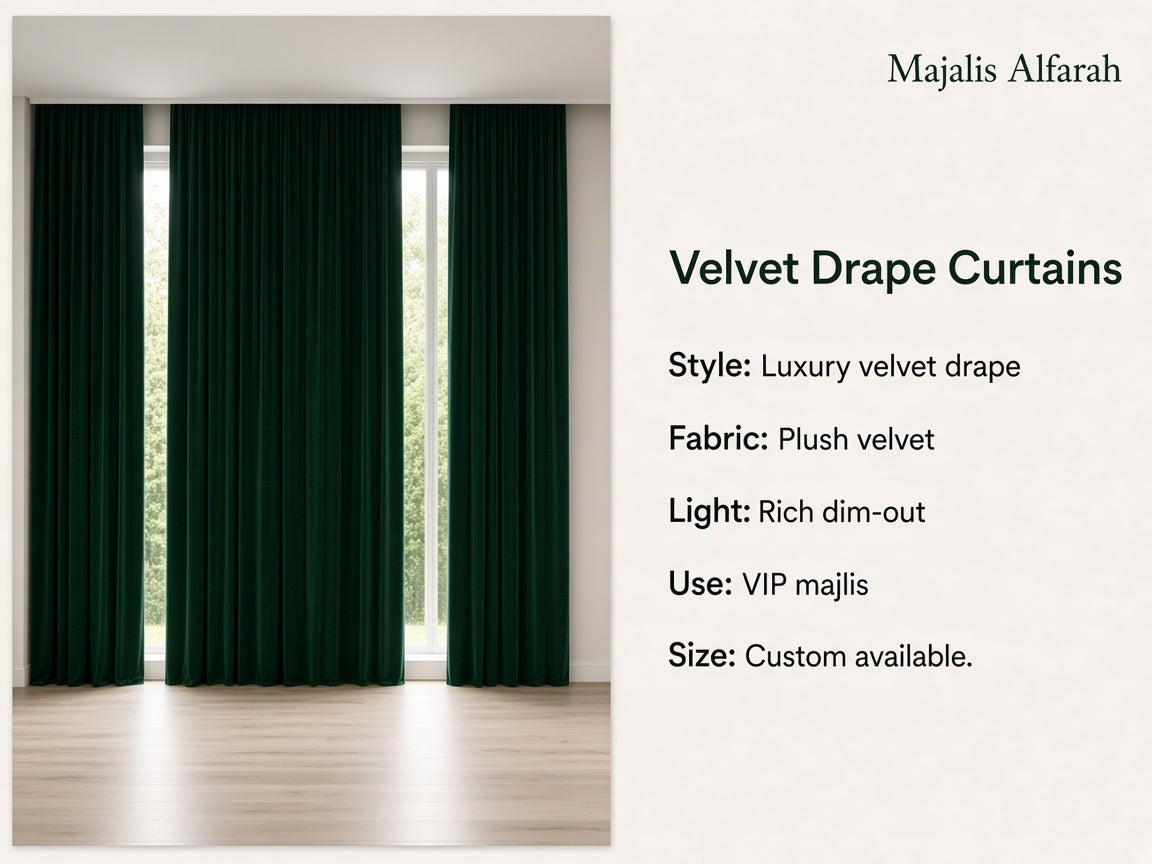 Majalis Alfarah
Velvet Drape Curtains
Style: Luxury velvet drape
Fabric: Plush velvet
Light: Rich dim-out
Use: VIP majlis
Size: Custom available.